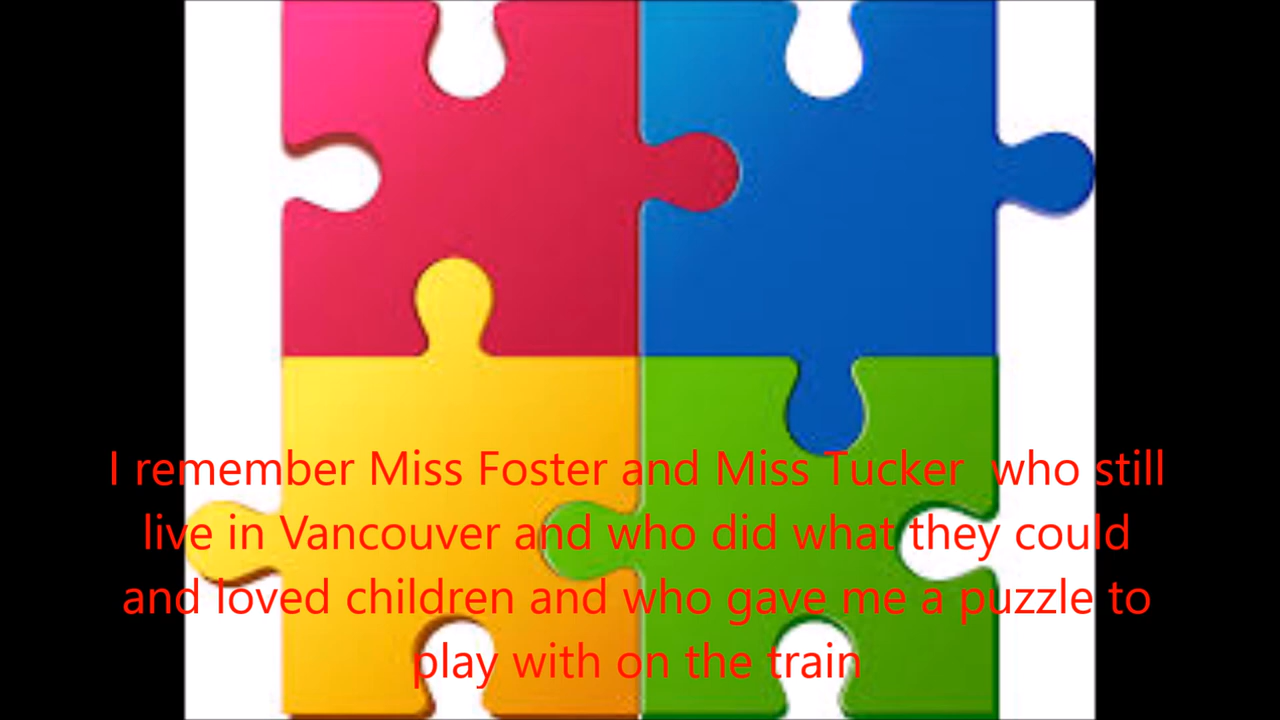 I remember Miss Foster and Miss Tucker  who still
live in Vancouver and who did what they could
and loved children and who gave me a puzzle to
play with on the train